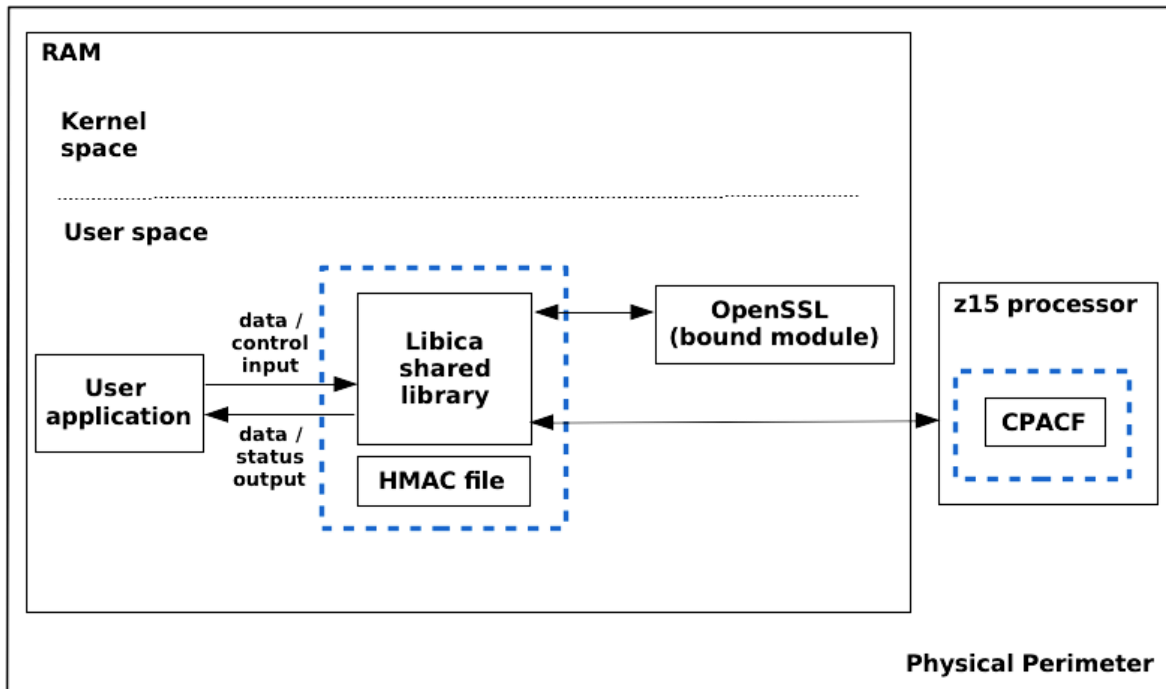 RAM
Kernel
space
User space
data /
control
input
User
application
data /
status
output
Libica
shared
library
HMAC file
OpenSSL
(bound module)
z15 processor
CPACF
Physical Perimeter